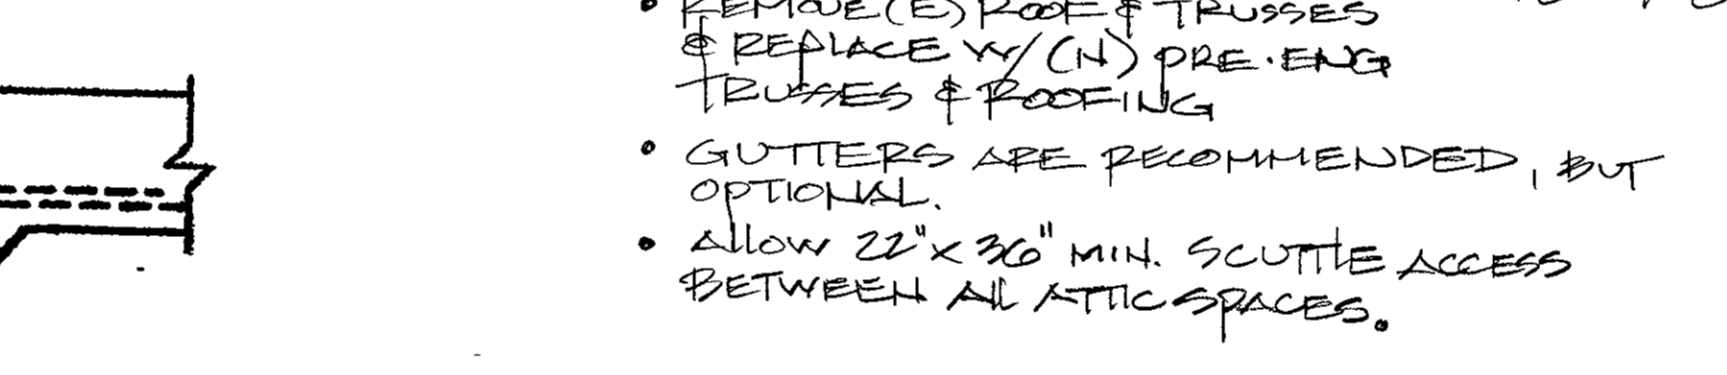 • REMOVE (E) ROOF & TRUSSES
& REPLACE W/ (N) PRE·ENG
TRUSSES & ROOFING
• GUTTERS ARE RECOMMENDED, BUT
OPTIONAL.
• Allow 22" x 36" MIN. SCUTTlE ACCESS
BETWEEN All ATTIC SPACES.